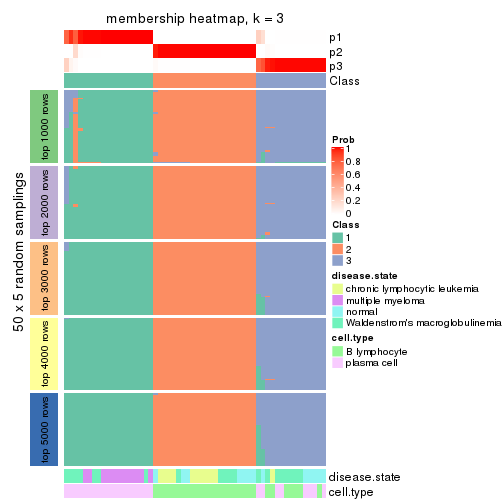 membership heatmap, k = 3
p1
p2
p3
Class
50 x 5 random samplings
top 1000 rows
top 2000 rows
top 3000 rows
top 4000 rows
top 5000 rows
Prob
1
0.8
0.6
0.4
0.2
0
Class
1
2
3
disease.state
chronic lymphocytic leukemia
multiple myeloma
normal
Waldenstrom's macroglobulinemia
cell.type
B lymphocyte
plasma cell
disease.state
cell.type